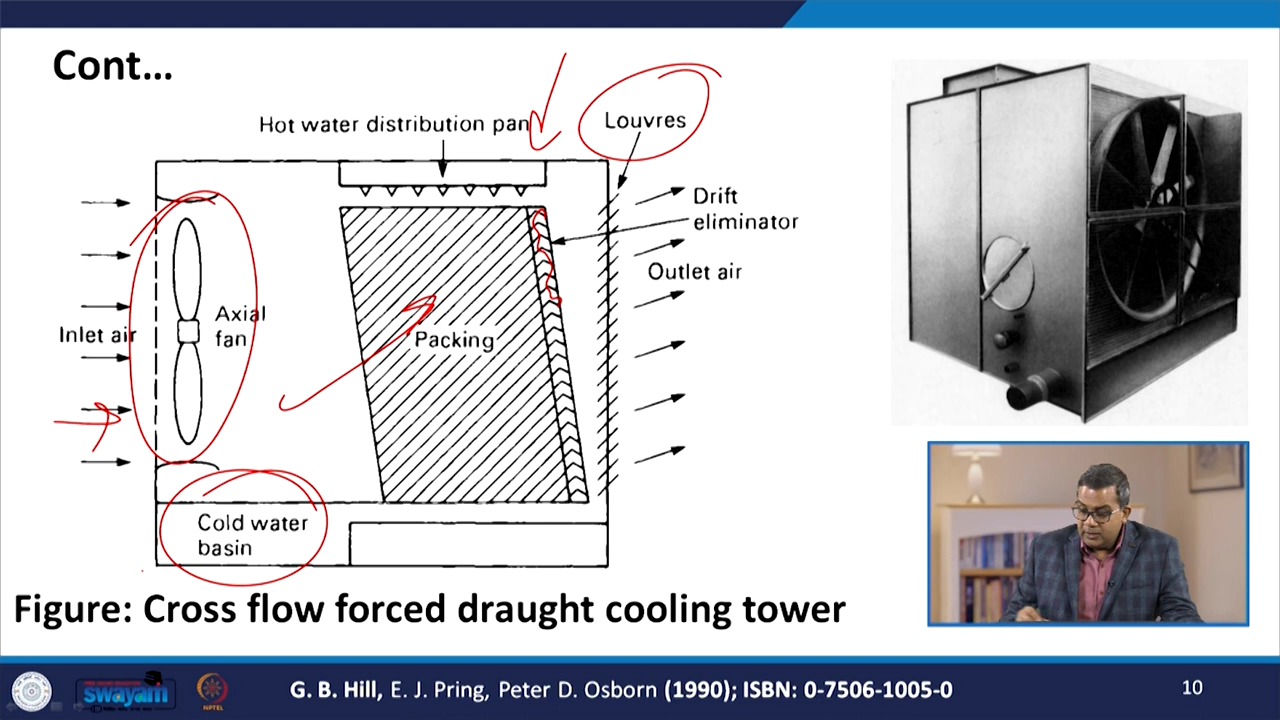 Cont...
Hot water distribution pan
Louvres
Drift
eliminator
Outlet air
Inlet air
Axial
fan
Packing
Cold water
basin
Figure: Cross flow forced draught cooling tower
swayam
NPTEL
G. B. Hill, E. J. Pring, Peter D. Osborn (1990); ISBN: 0-7506-1005-0
10